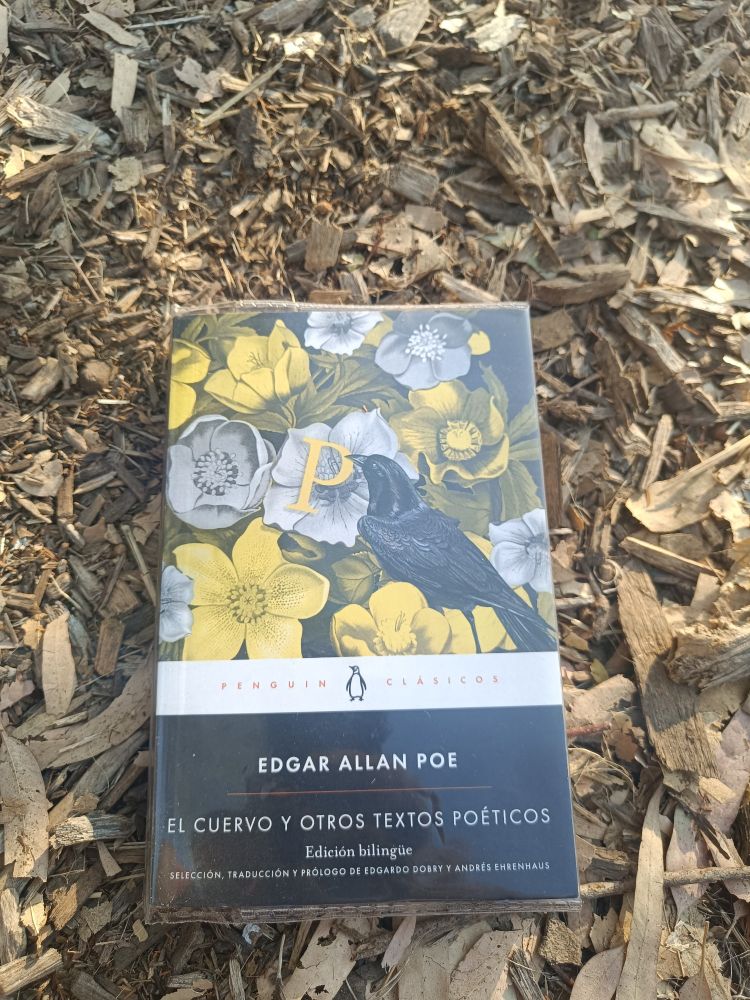 P
PENGUIN CLÁSICOS
EDGAR ALLAN POE
EL CUERVO Y OTROS TEXTOS POÉTICOS
Edición bilingüe
SELECCIÓN, TRADUCCIÓN Y PRÓLOGO DE EDGARDO DOBRY Y ANDRÉS EHRENHAUS